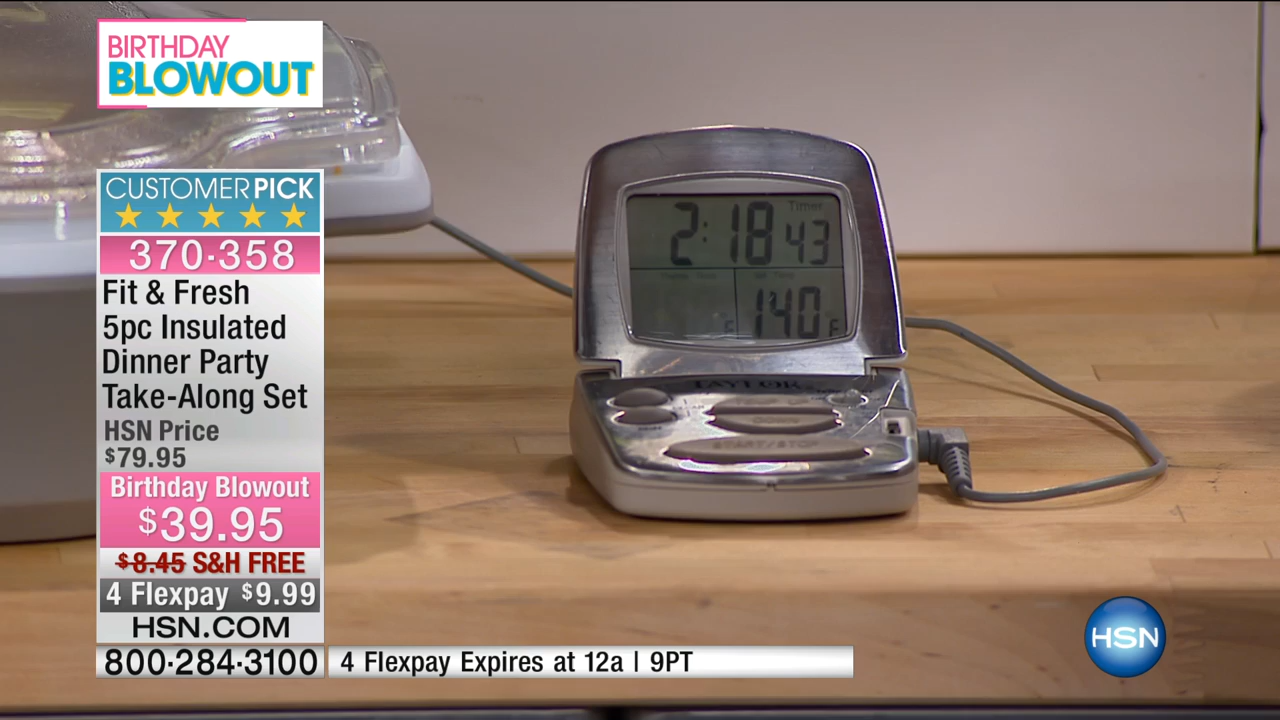 BIRTHDAY
BLOWOUT
CUSTOMER PICK
370·358
Fit & Fresh
5pc Insulated
Dinner Party
Take-Along Set
HSN Price
$79.95
Birthday Blowout
$39.95
$8.45 S&H FREE
4 Flexpay $9.99
HSN.COM
800·284·3100
4 Flexpay Expires at 12a | 9PT
Timer
2:18 43
140 F
TAYLOR
START/STOP
HSN